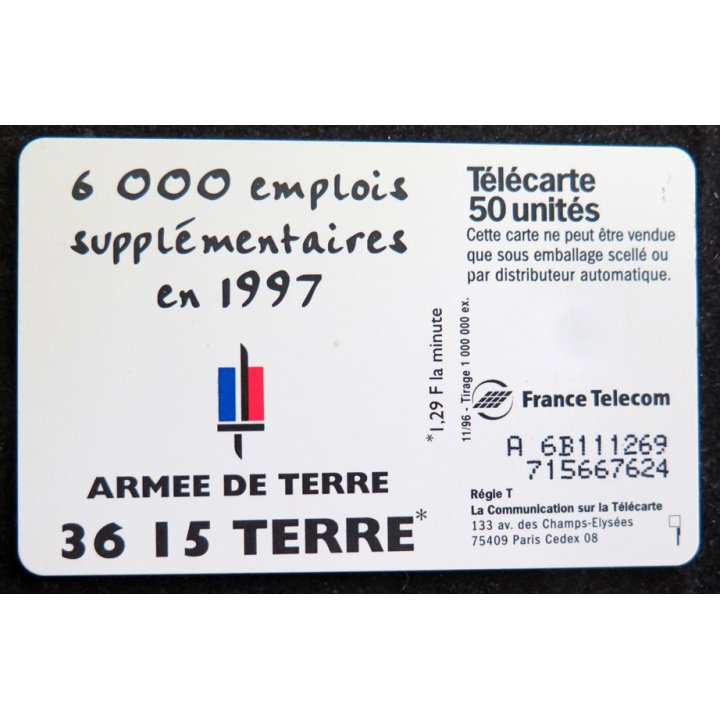 6 000 emplois
supplémentaires
en 1997
ARMEE DE TERRE
36 15 TERRE*
*1,29 F la minute
11/96 - Tirage 1 000 000 ex.
Télécarte
50 unités
Cette carte ne peut être vendue
que sous emballage scellé ou
par distributeur automatique.
France Telecom
A 6B111269
715667624
Régie T
La Communication sur la Télécarte
133 av. des Champs-Elysées
75409 Paris Cedex 08